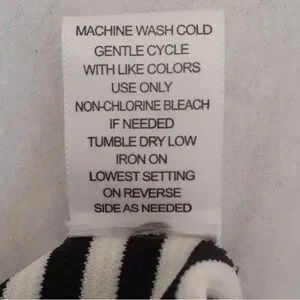 MACHINE WASH COLD
GENTLE CYCLE
WITH LIKE COLORS
USE ONLY
NON-CHLORINE BLEACH
IF NEEDED
TUMBLE DRY LOW
IRON ON
LOWEST SETTING
ON REVERSE
SIDE AS NEEDED